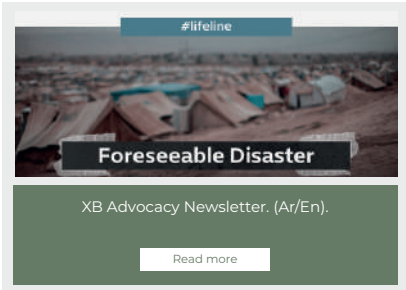 #lifeline
Foreseeable Disaster
XB Advocacy Newsletter. (Ar/En).
Read more